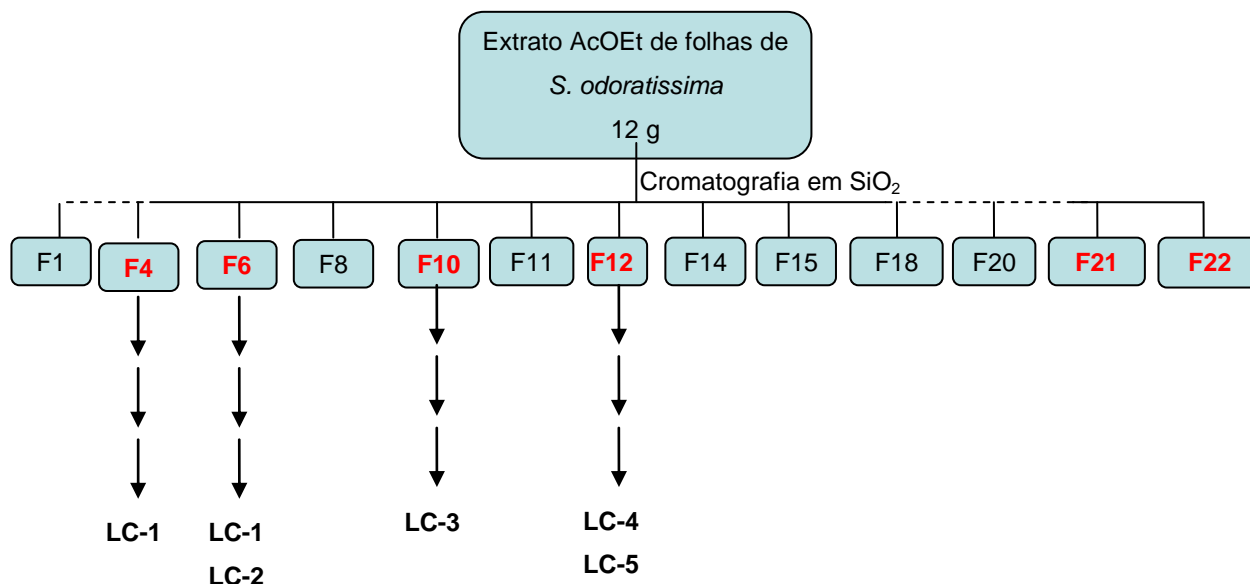 Extrato AcOEt de folhas de
S. odoratissima
12 g
Cromatografia em SiO₂
F1
F4
F6
F8
F10
F11
F12
F14
F15
F18
F20
F21
F22
LC-1
LC-1
LC-2
LC-3
LC-4
LC-5